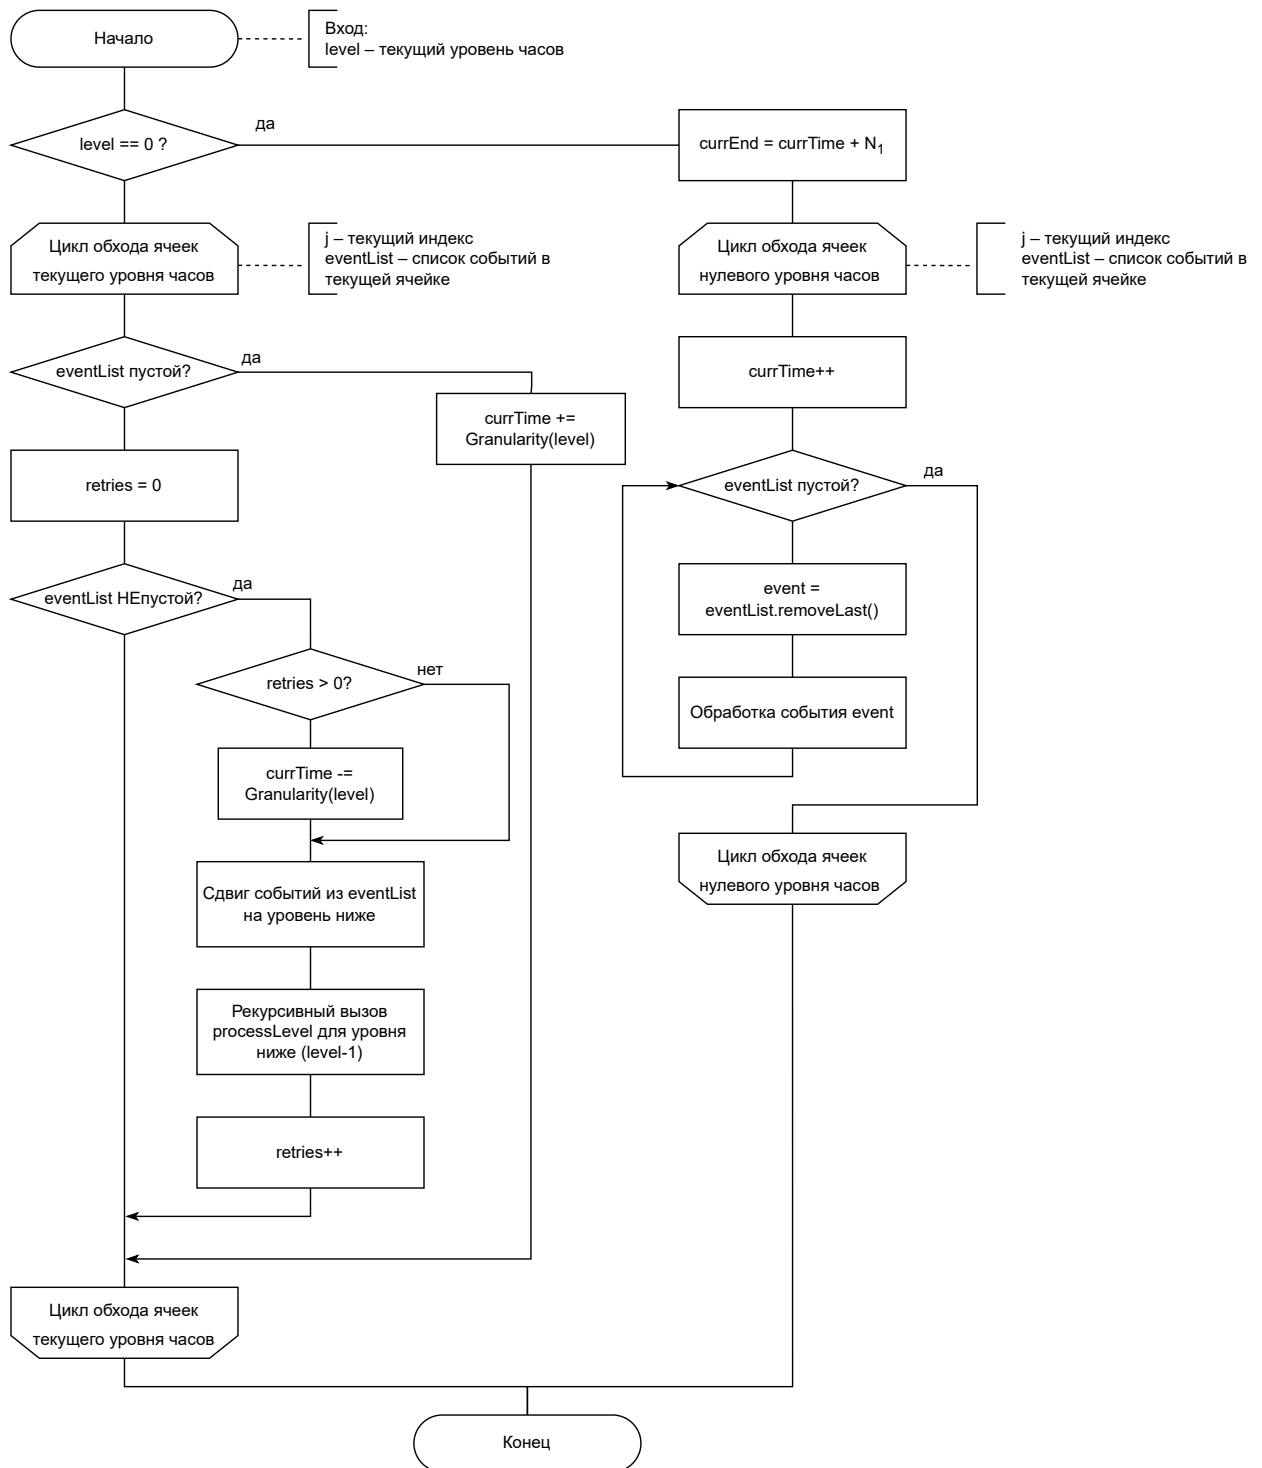 Начало
Вход:
level – текущий уровень часов
level == 0 ?
да
currEnd = currTime + N1
Цикл обхода ячеек
текущего уровня часов
j – текущий индекс
eventList – список событий в
текущей ячейке
Цикл обхода ячеек
нулевого уровня часов
j – текущий индекс
eventList – список событий в
текущей ячейке
eventList пустой?
да
currTime +=
Granularity(level)
currTime++
retries = 0
eventList пустой?
да
eventList НЕпустой?
да
event =
eventList.removeLast()
retries > 0?
нет
Обработка события event
currTime -=
Granularity(level)
Сдвиг событий из eventList
на уровень ниже
Цикл обхода ячеек
нулевого уровня часов
Рекурсивный вызов
processLevel для уровня
ниже (level-1)
retries++
Цикл обхода ячеек
текущего уровня часов
Конец